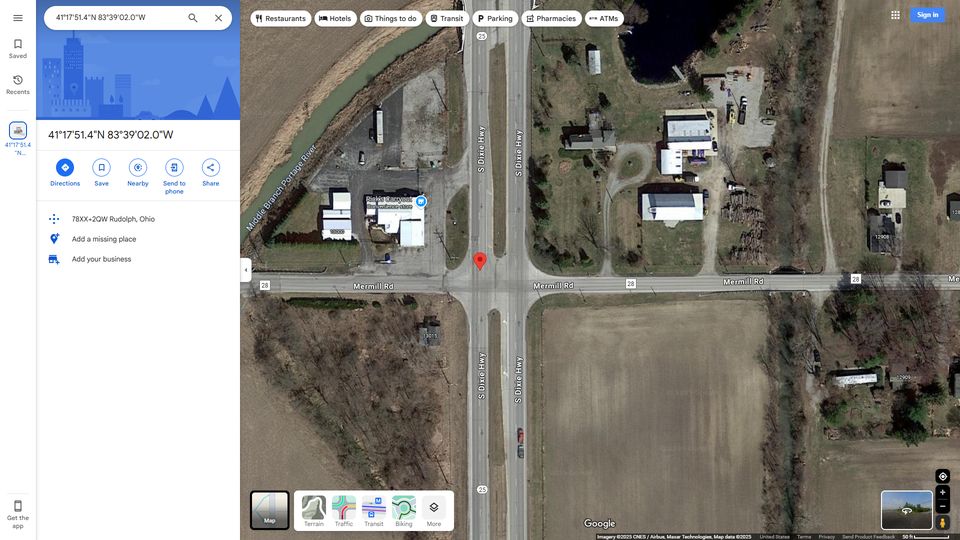 41°17'51.4"N 83°39'02.0"W
Restaurants
Hotels
Things to do
Transit
Parking
Pharmacies
ATMs
Sign in
Saved
Recents
41°17'51.4
"N...
41°17'51.4"N 83°39'02.0"W
Directions
Save
Nearby
Send to
phone
Share
78XX+2QW Rudolph, Ohio
Add a missing place
Add your business
Get the
app
25
S Dixie Hwy
S Dixie Hwy
Middle Branch Portage River
13000
12908
28
Mermill Rd
Mermill Rd
28
Mermill Rd
28
Me
13015
12909
S Dixie Hwy
S Dixie Hwy
25
Map
Terrain
Traffic
Transit
Biking
More
Google
Imagery ©2025 CNES / Airbus, Maxar Technologies, Map data ©2025
United States
Terms
Privacy
Send Product Feedback
50 ft